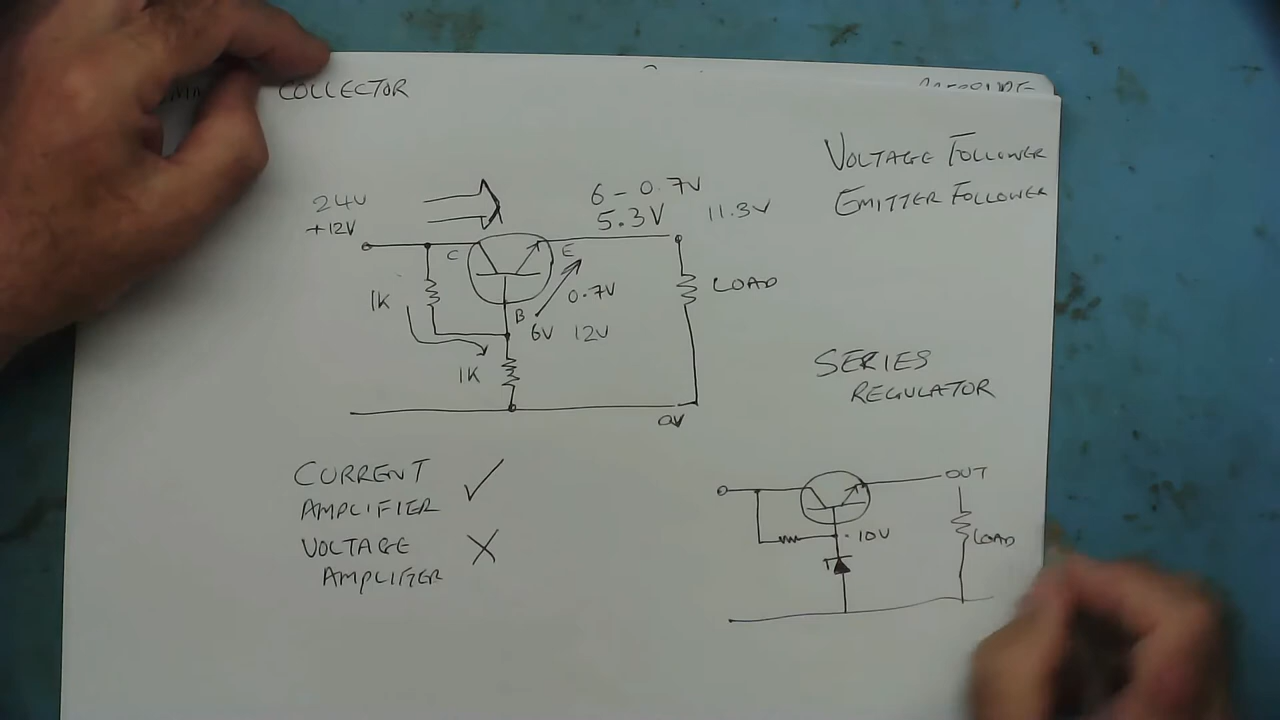 COLLECTOR
VOLTAGE FOLLOWER
EMITTER FOLLOWER
24V
+12V
6 - 0.7V
5.3V
11.3V
C
E
1K
0.7V
LOAD
B
6V 12V
1K
0V
SERIES
REGULATOR
CURRENT
AMPLIFIER ✓
VOLTAGE
AMPLIFIER X
OUT
10V
LOAD